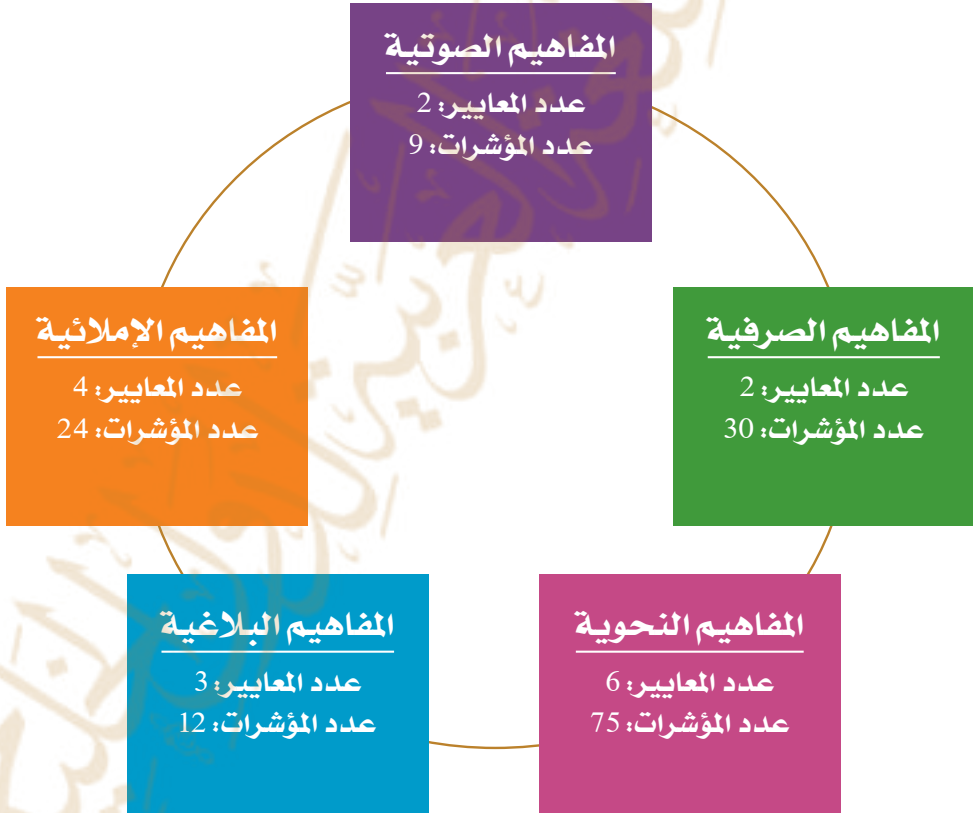 المفاهيم الصوتية
عدد المعايير: 2
عدد المؤشرات: 9
المفاهيم الصرفية
عدد المعايير: 2
عدد المؤشرات: 30
المفاهيم النحوية
عدد المعايير: 6
عدد المؤشرات: 75
المفاهيم البلاغية
عدد المعايير: 3
عدد المؤشرات: 12
المفاهيم الإملائية
عدد المعايير: 4
عدد المؤشرات: 24